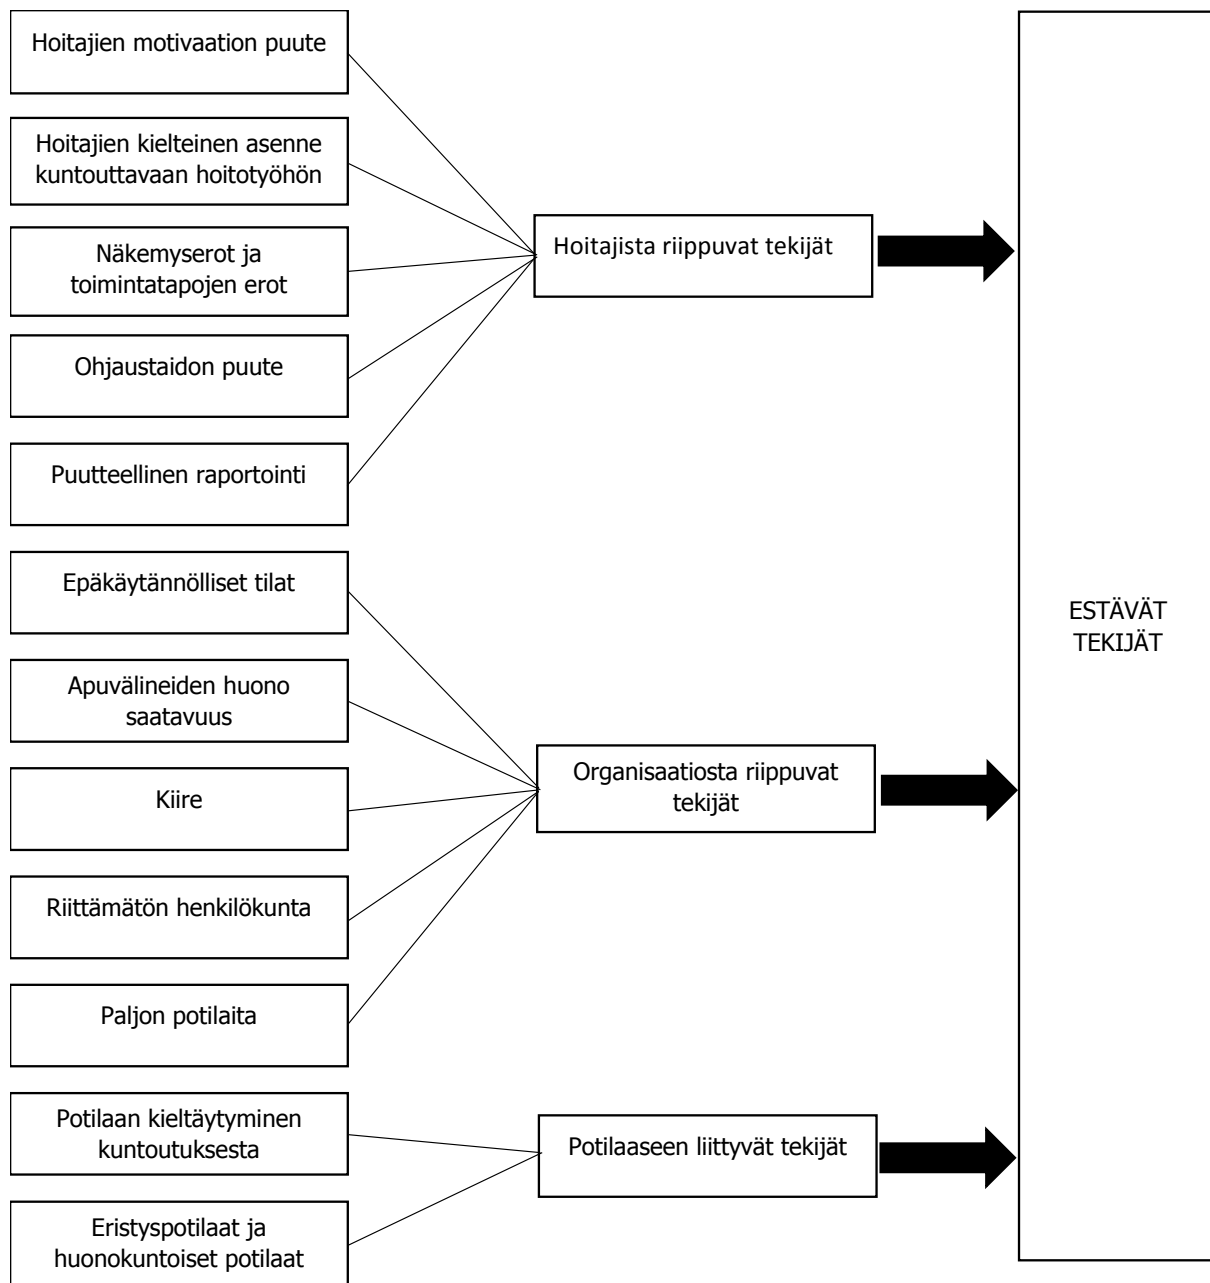 Hoitajien motivaation puute
Hoitajien kielteinen asenne
kuntouttavaan hoitotyöhön
Näkemyserot ja
toimintatapojen erot
Ohjaustaidon puute
Puutteellinen raportointi
Epäkäytännölliset tilat
Apuvälineiden huono
saatavuus
Kiire
Riittämätön henkilökunta
Paljon potilaita
Potilaan kieltäytyminen
kuntoutuksesta
Eristyspotilaat ja
huonokuntoiset potilaat
Hoitajista riippuvat tekijät
Organisaatiosta riippuvat
tekijät
Potilaaseen liittyvät tekijät
ESTÄVÄT
TEKIJÄT